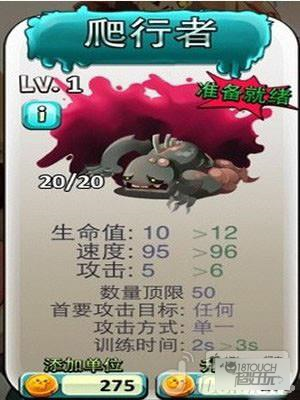 爬行者
LV. 1
准备就绪
i
20/20
生命值: 10 >12
速度: 95 >96
攻击: 5 >6
数量顶限 50
首要攻击目标: 任何
攻击方式: 单一
训练时间: 2s >3s
添加单位
275
18TOUCH